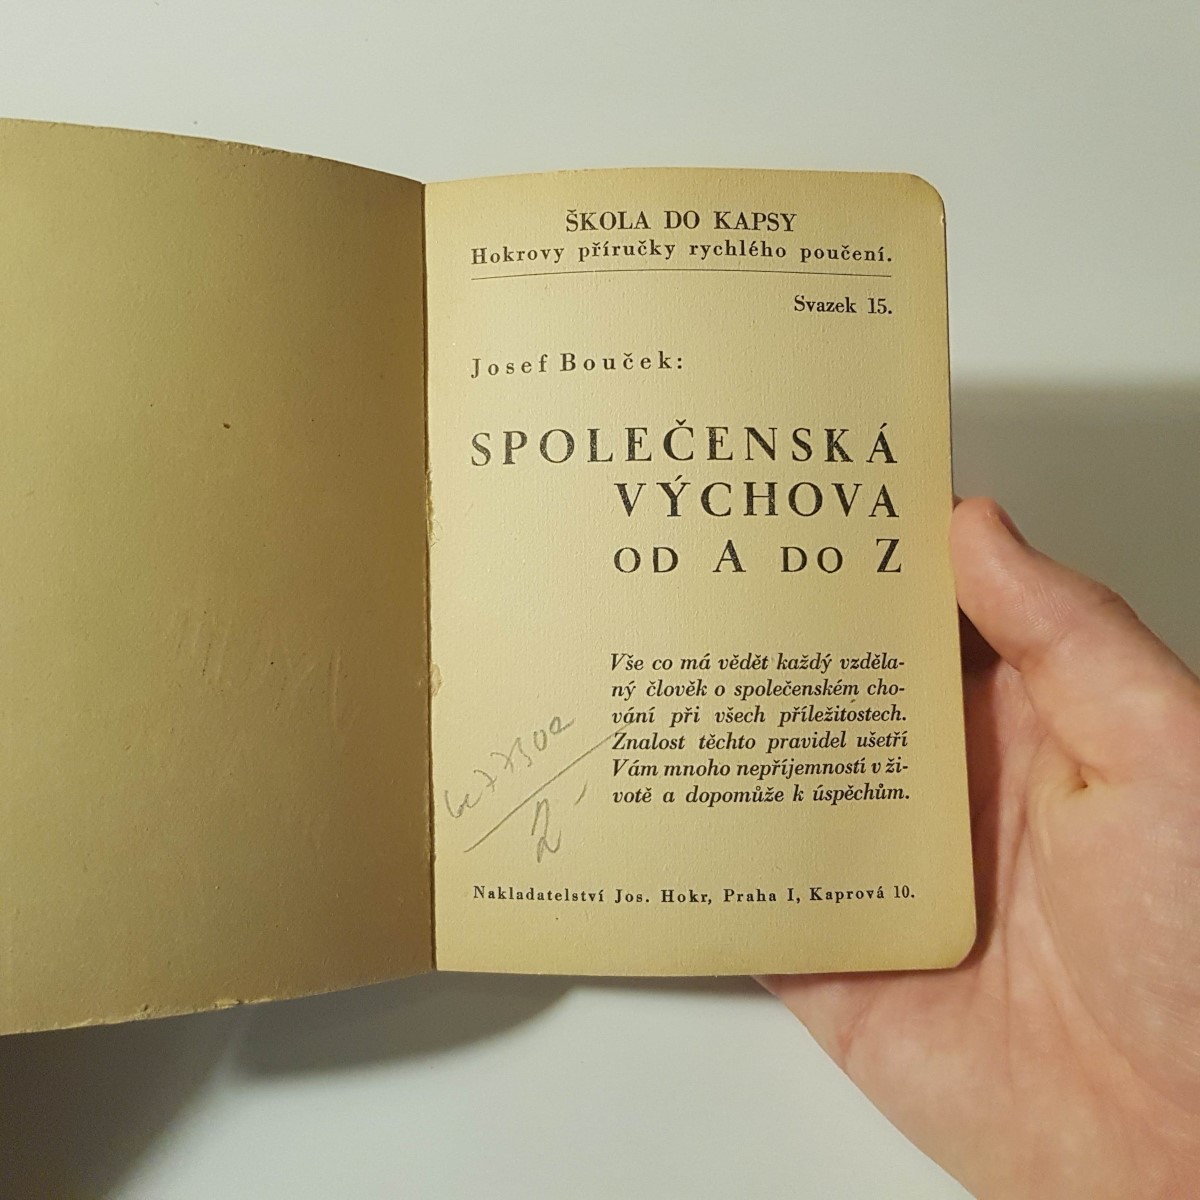 ŠKOLA DO KAPSY
Hokrovy příručky rychlého poučení.
Svazek 15.
Josef Bouček:
SPOLEČENSKÁ
VÝCHOVA
OD A DO Z
Vše co má vědět každý vzděla-
ný člověk o společenském cho-
vání při všech příležitostech.
Znalost těchto pravidel ušetří
Vám mnoho nepříjemností v ži-
votě a dopomůže k úspěchům.
2-
Nakladatelství Jos. Hokr, Praha I, Kaprová 10.